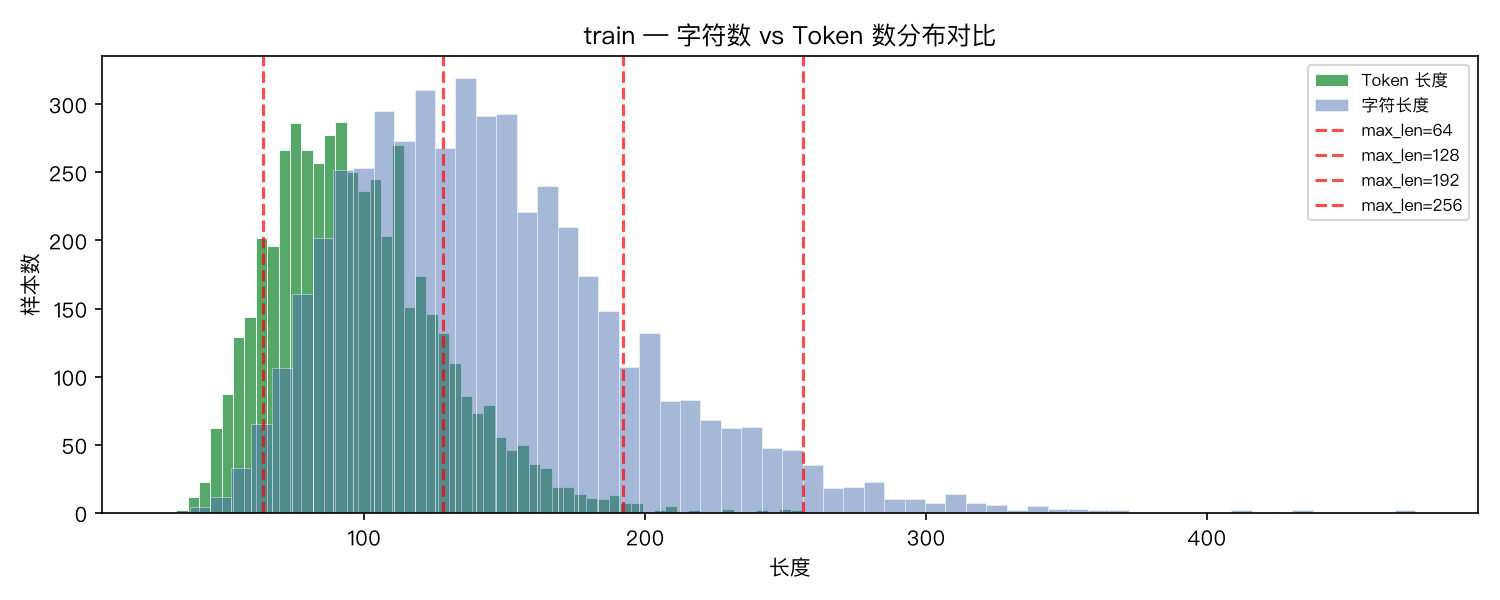 train — 字符数 vs Token 数分布对比
Token 长度
字符长度
max_len=64
max_len=128
max_len=192
max_len=256
样本数
300
250
200
150
100
50
0
100
200
300
400
长度